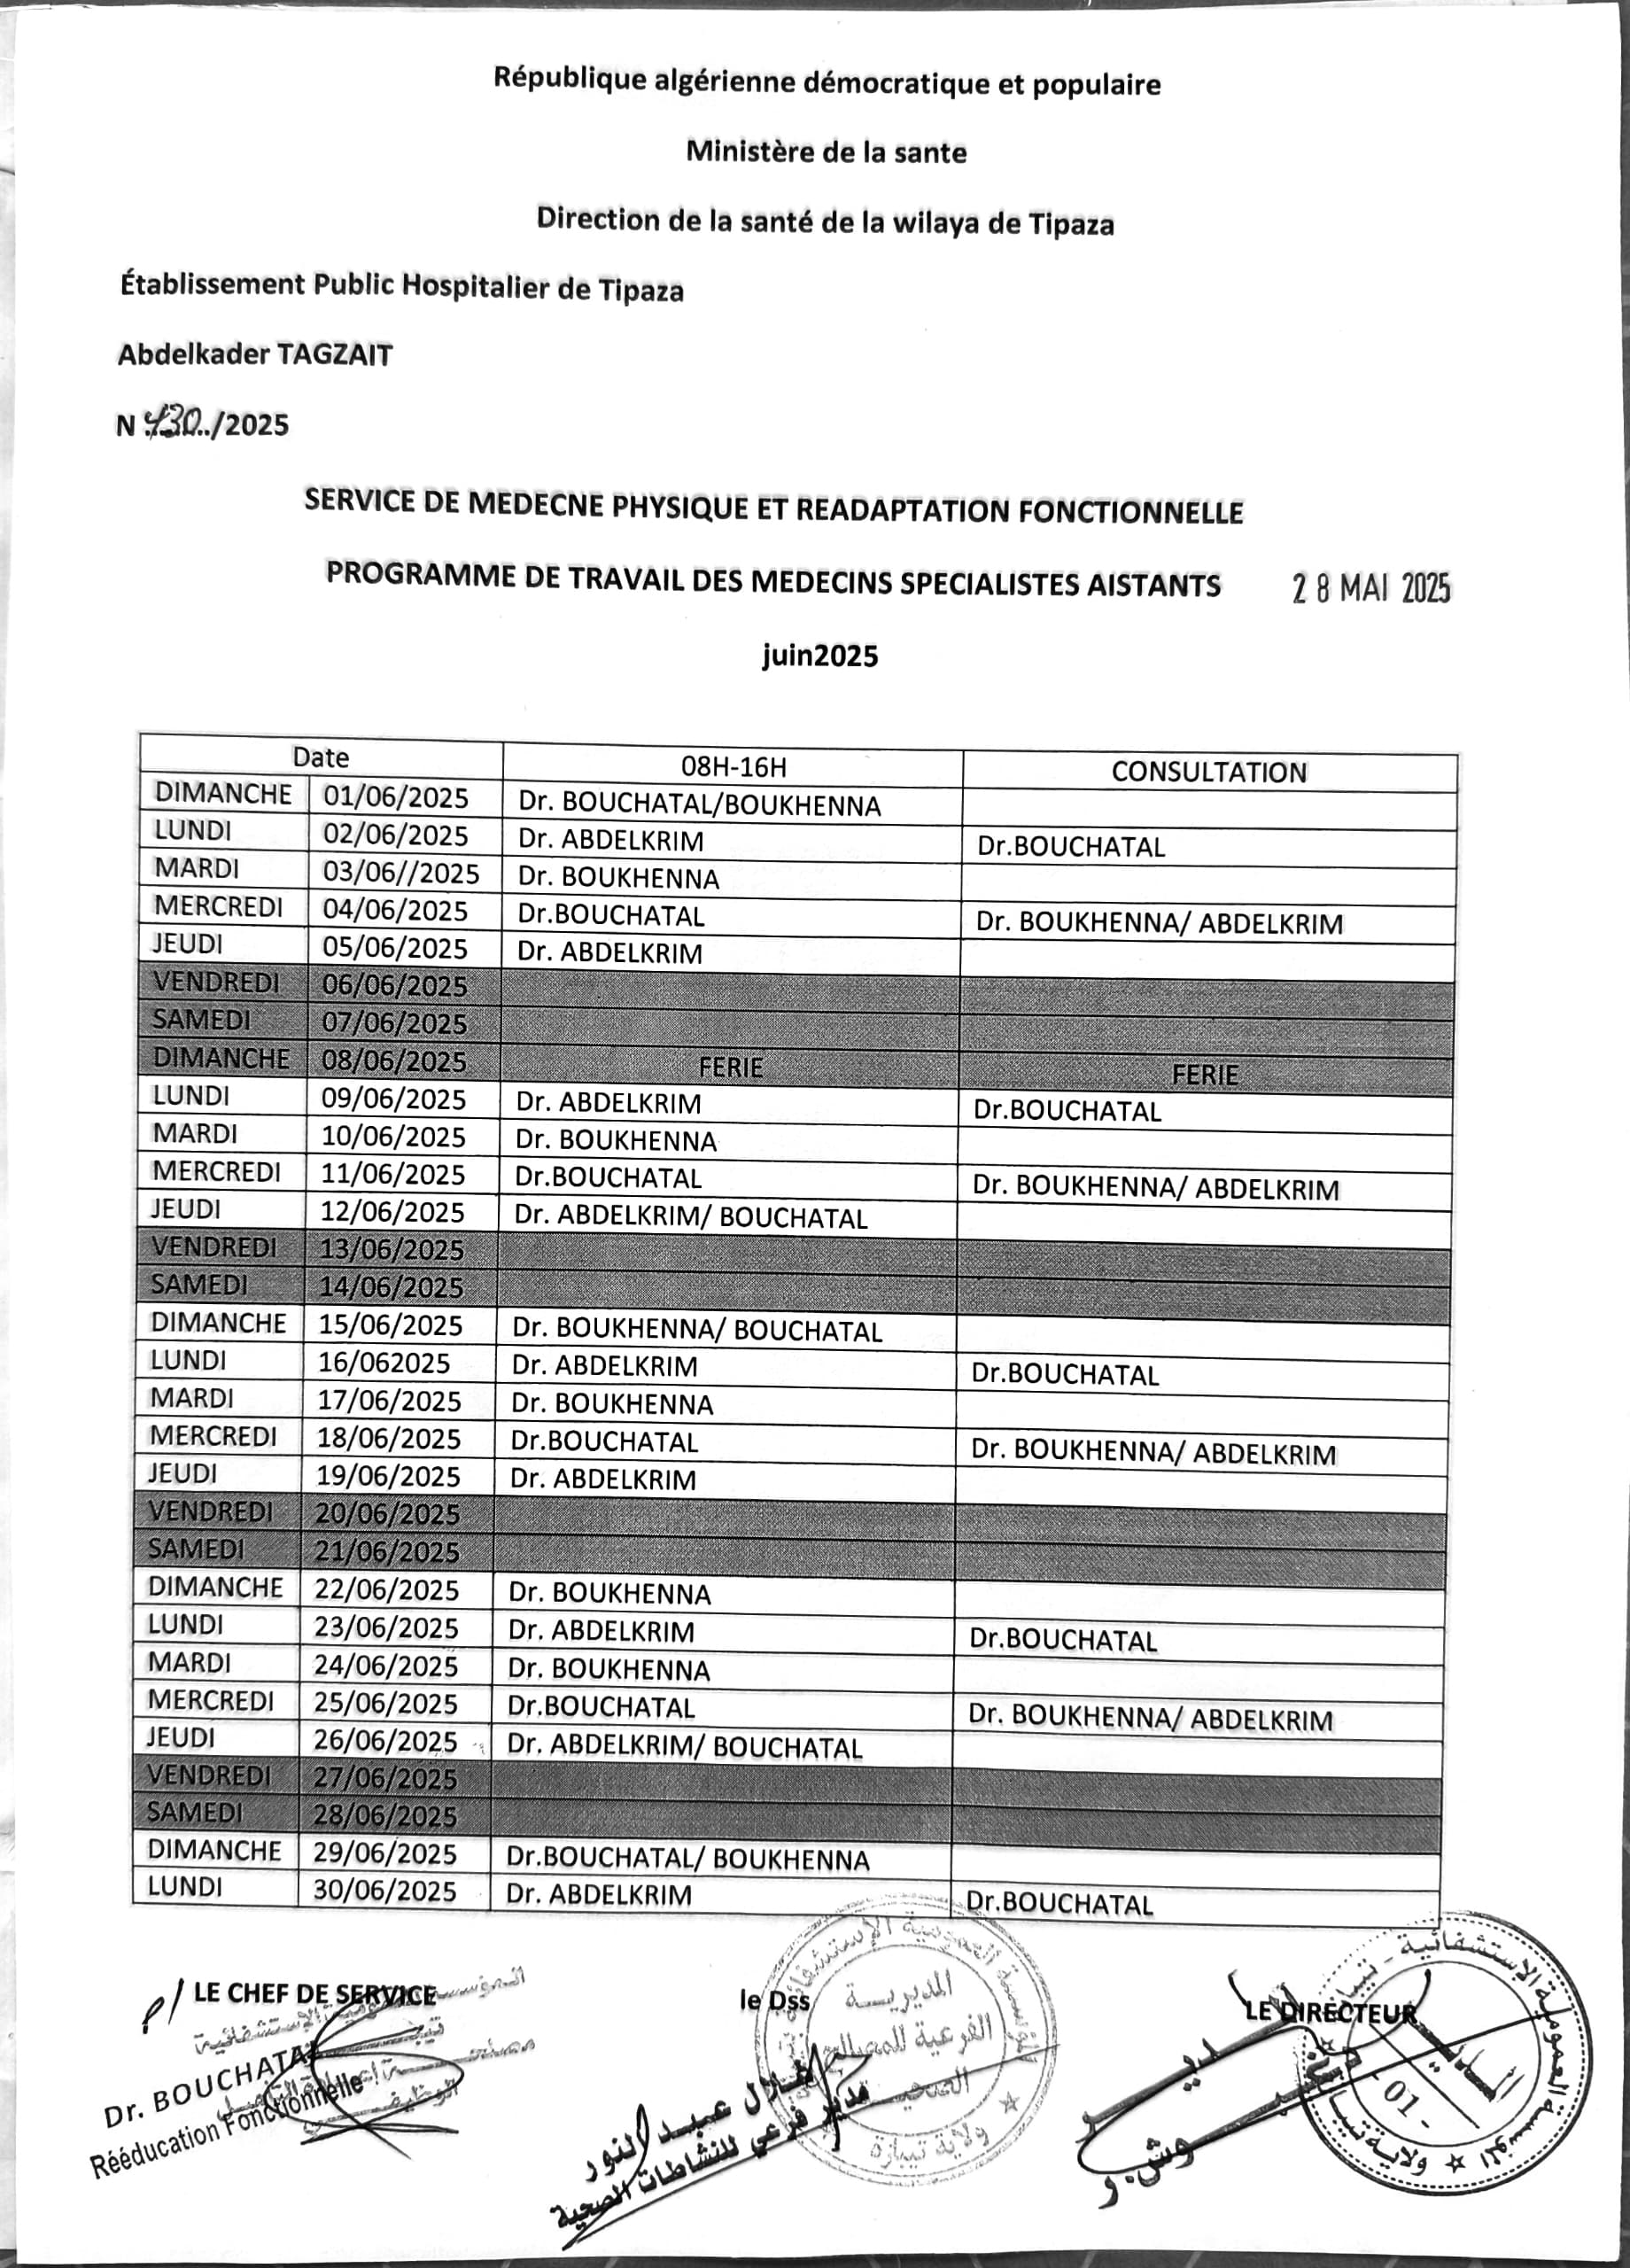 République algérienne démocratique et populaire
Ministère de la sante
Direction de la santé de la wilaya de Tipaza
Établissement Public Hospitalier de Tipaza
Abdelkader TAGZAIT
N 430../2025
SERVICE DE MEDECNE PHYSIQUE ET READAPTATION FONCTIONNELLE
PROGRAMME DE TRAVAIL DES MEDECINS SPECIALISTES AISTANTS 28 MAI 2025
juin2025
Date 08H-16H CONSULTATION
DIMANCHE 01/06/2025 Dr. BOUCHATAL/BOUKHENNA
LUNDI 02/06/2025 Dr. ABDELKRIM Dr.BOUCHATAL
MARDI 03/06//2025 Dr. BOUKHENNA
MERCREDI 04/06/2025 Dr.BOUCHATAL Dr. BOUKHENNA/ ABDELKRIM
JEUDI 05/06/2025 Dr. ABDELKRIM
VENDREDI 06/06/2025
SAMEDI 07/06/2025
DIMANCHE 08/06/2025 FERIE FERIE
LUNDI 09/06/2025 Dr. ABDELKRIM Dr.BOUCHATAL
MARDI 10/06/2025 Dr. BOUKHENNA
MERCREDI 11/06/2025 Dr.BOUCHATAL Dr. BOUKHENNA/ ABDELKRIM
JEUDI 12/06/2025 Dr. ABDELKRIM/ BOUCHATAL
VENDREDI 13/06/2025
SAMEDI 14/06/2025
DIMANCHE 15/06/2025 Dr. BOUKHENNA/ BOUCHATAL
LUNDI 16/062025 Dr. ABDELKRIM Dr.BOUCHATAL
MARDI 17/06/2025 Dr. BOUKHENNA
MERCREDI 18/06/2025 Dr.BOUCHATAL Dr. BOUKHENNA/ ABDELKRIM
JEUDI 19/06/2025 Dr. ABDELKRIM
VENDREDI 20/06/2025
SAMEDI 21/06/2025
DIMANCHE 22/06/2025 Dr. BOUKHENNA
LUNDI 23/06/2025 Dr. ABDELKRIM Dr.BOUCHATAL
MARDI 24/06/2025 Dr. BOUKHENNA
MERCREDI 25/06/2025 Dr.BOUCHATAL Dr. BOUKHENNA/ ABDELKRIM
JEUDI 26/06/2025 Dr. ABDELKRIM/ BOUCHATAL
VENDREDI 27/06/2025
SAMEDI 28/06/2025
DIMANCHE 29/06/2025 Dr.BOUCHATAL/ BOUKHENNA
LUNDI 30/06/2025 Dr. ABDELKRIM Dr.BOUCHATAL
LE CHEF DE SERVICE le Dss LE DIRECTEUR
Dr. BOUCHATAL
Rééducation Fonctionnelle
المؤسسة العمومية الإستشفائية
المديرية
الفرعية للمصالح
الصحية
ولاية تيبازة
هلال عبد النور
مدير فرعي للنشاطات الصحية
المؤسسة العمومية الإستشفائية - تيبازة
- 01 -
ولاية تيبازة